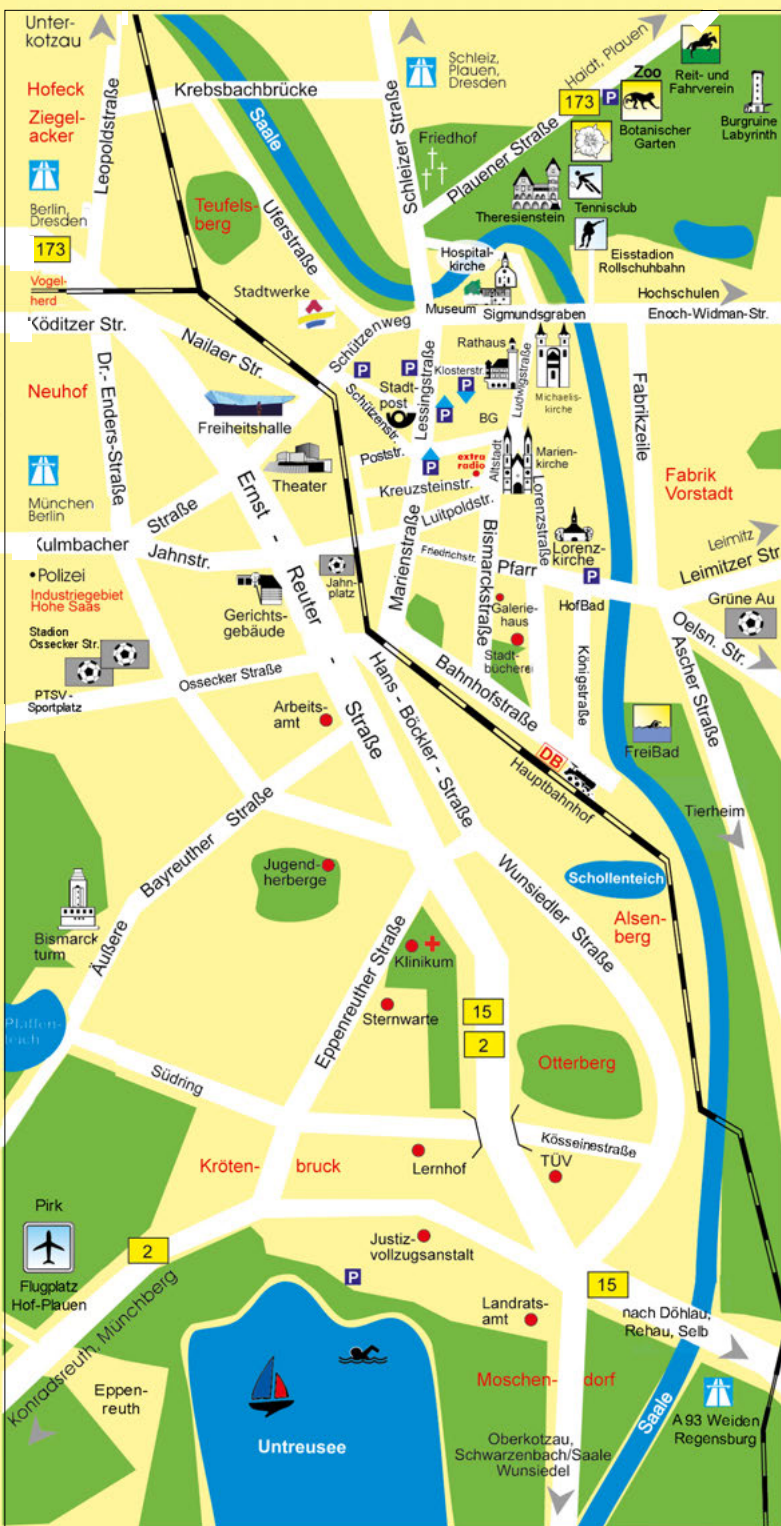 Unter-
kotzau
Hofeck
Ziegel-
acker
Leopoldstraße
Krebsbachbrücke
Saale
Schleizer Straße
Schleiz,
Plauen,
Dresden
Haidt, Plauen
173
P
Zoo
Reit- und
Fahrverein
Botanischer
Garten
Burgruine
Labyrinth
Friedhof
Plauener Straße
Theresienstein
Tennisclub
Eisstadion
Rollschuhbahn
Berlin,
Dresden
173
Teufels-
berg
Uferstraße
Hospital-
kirche
Vogel-
herd
Stadtwerke
Museum
Sigmundsgraben
Hochschulen
Enoch-Widman-Str.
Köditzer Str.
Nailaer Str.
Schützenweg
Rathaus
P
P
Klosterstr.
P
Lessingstraße
Ludwigstraße
Michaelis-
kirche
Fabrikzeile
Neuhof
Dr.- Enders-Straße
Freiheitshalle
Schützenstr.
Stadt-
post
P
BG
Poststr.
P
extra
radio
Altstadt
Marien-
kirche
Theater
München
Berlin
Kreuzsteinstr.
Luitpoldstr.
Lorenzstraße
Fabrik
Vorstadt
Kulmbacher
Straße
Jahnstr.
Ernst - Reuter - Straße
Marienstraße
Friedrichstr.
Bismarckstraße
Pfarr
Lorenz-
kirche
P
Leimitz
Leimitzer Str.
•Polizei
Industriegebiet
Hohe Saas
Stadion
Ossecker Str.
PTSV -
Sportplatz
Gerichts-
gebäude
Jahn-
platz
Galerie-
haus
HofBad
Grüne Au
Oelsn. Str.
Stadt-
bücherei
Ossecker Straße
Hans - Böckler - Straße
Bahnhofstraße
Königstraße
Ascher Straße
Arbeits-
amt
DB
Hauptbahnhof
FreiBad
Tierheim
Äußere Bayreuther Straße
Jugend-
herberge
Wunsiedler Straße
Schollenteich
Alsen-
berg
Bismarck
turm
Eppenreuther Straße
Klinikum
Sternwarte
15
2
Otterberg
Südring
Kösseinestraße
Kröten-
bruck
Lernhof
TÜV
Pirk
Flugplatz
Hof-Plauen
2
Justiz-
vollzugsanstalt
P
15
nach Döhlau,
Rehau, Selb
Landrats-
amt
Konradsreuth, Münchberg
Eppen-
reuth
Untreusee
Moschen-
dorf
Saale
A 93 Weiden
Regensburg
Oberkotzau,
Schwarzenbach/Saale
Wunsiedel